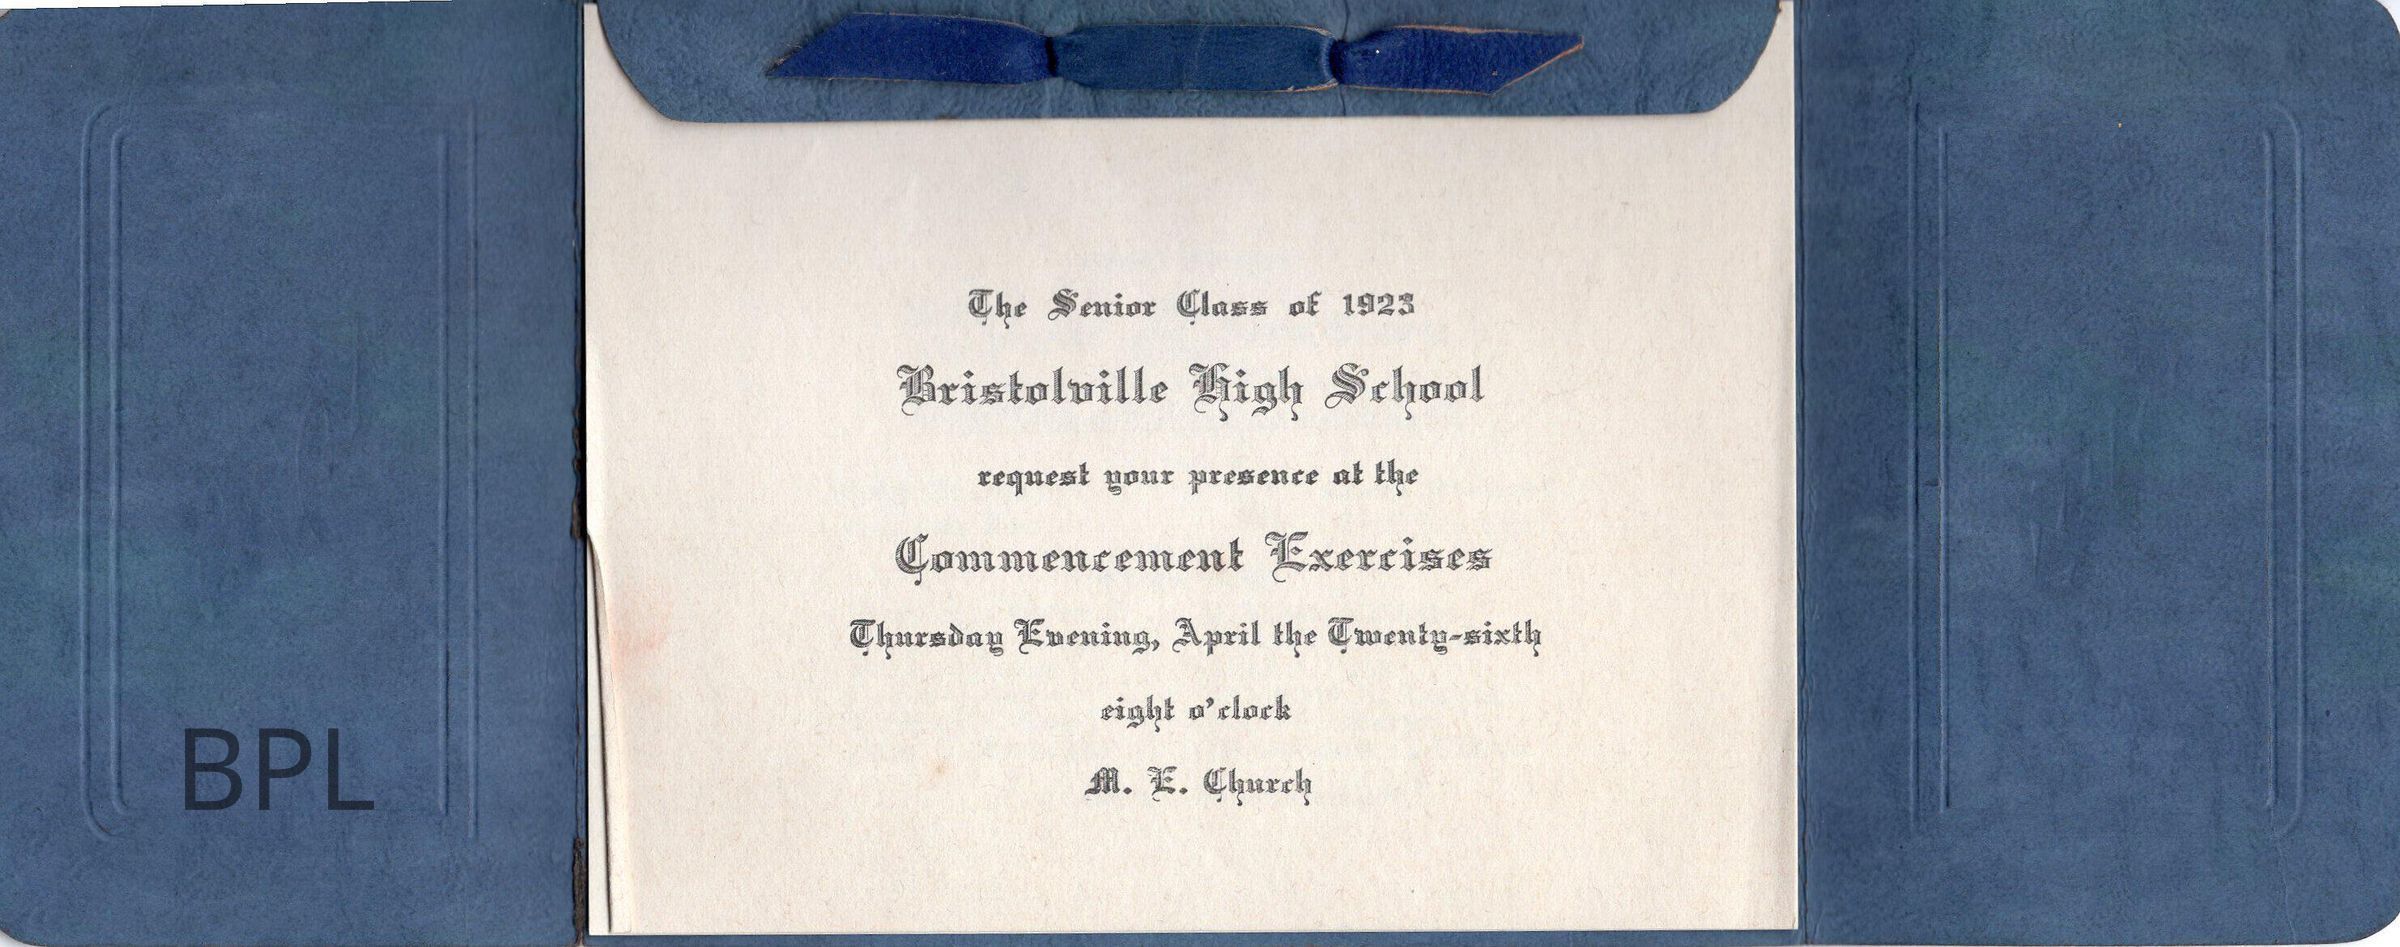 The Senior Class of 1923
Bristolville High School
request your presence at the
Commencement Exercises
Thursday Evening, April the Twenty-sixth
eight o'clock
M. E. Church
BPL